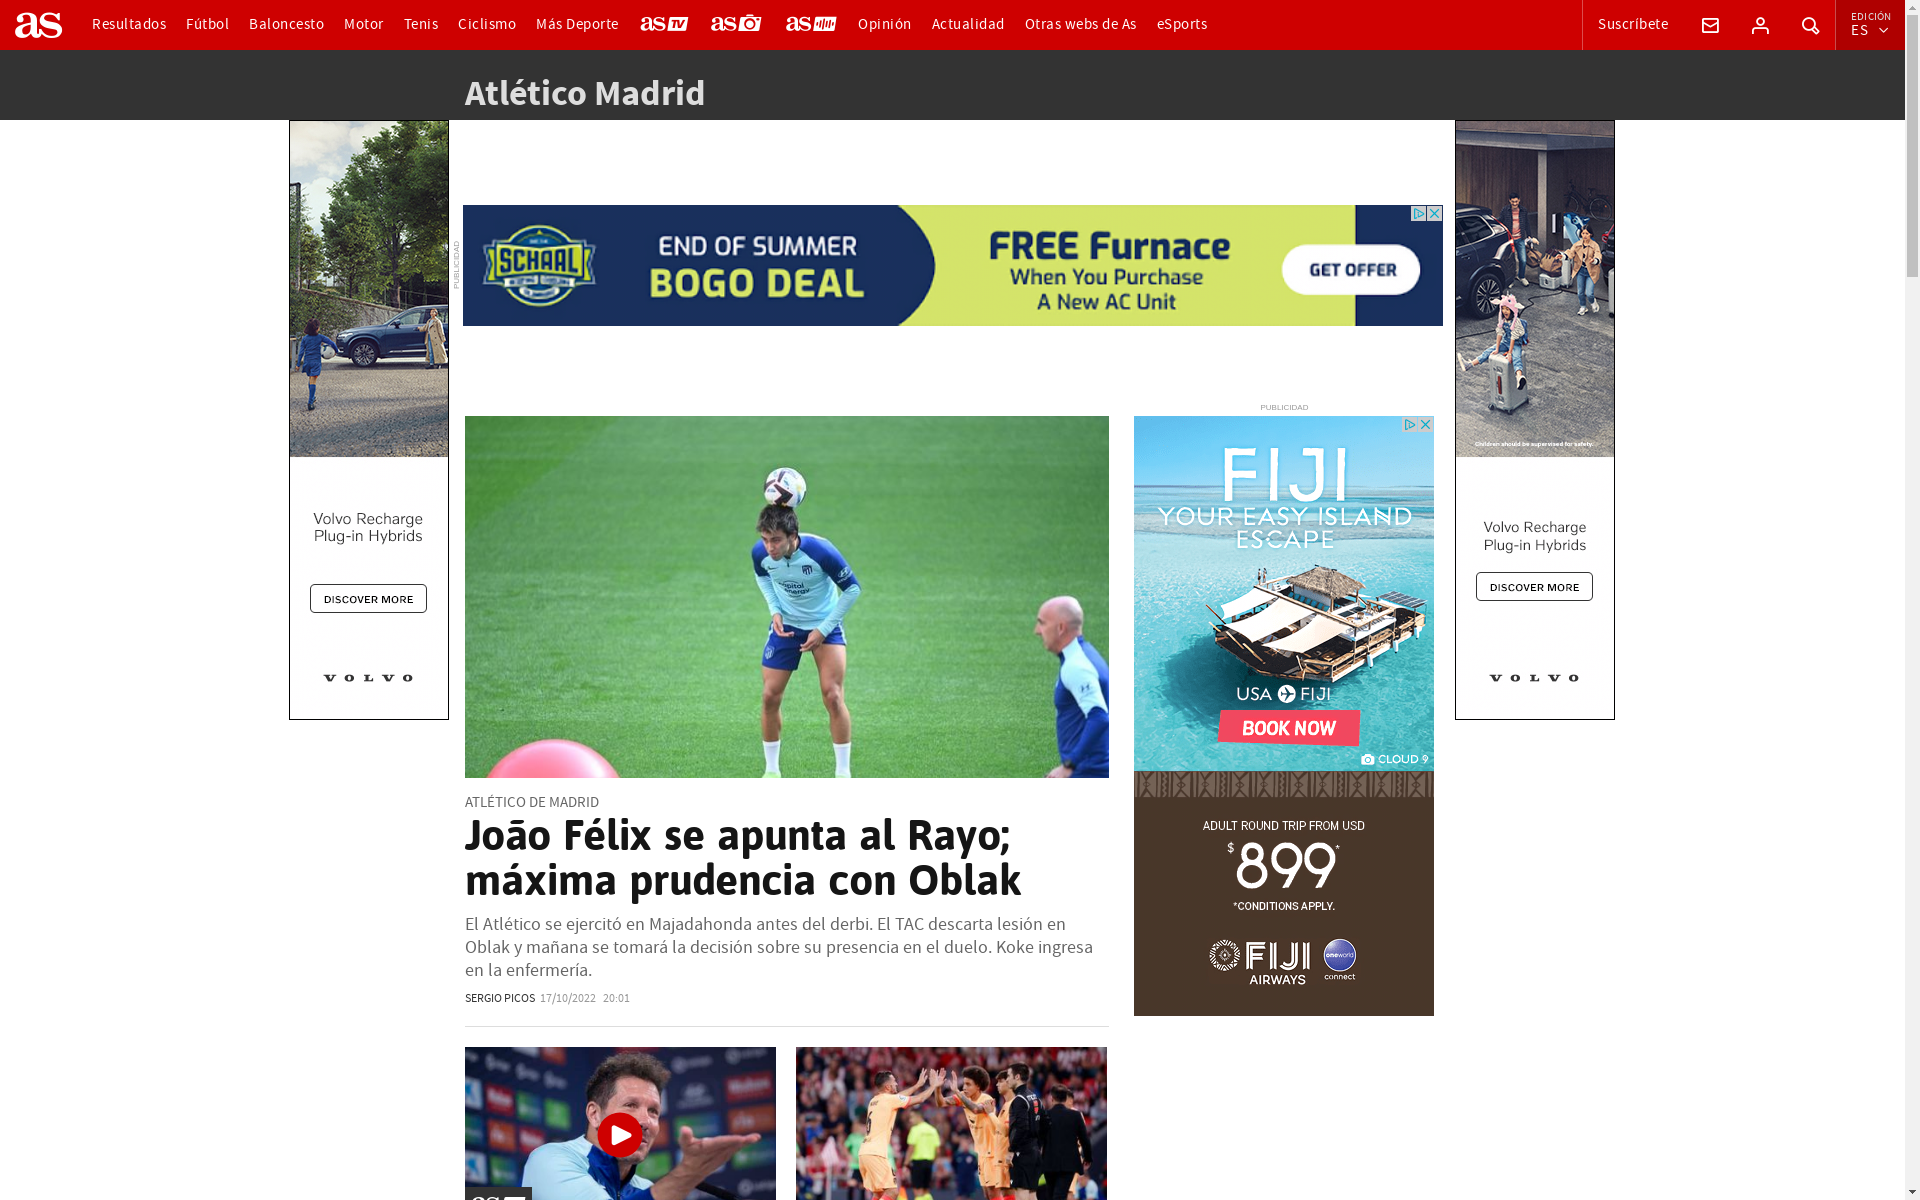 as
Resultados
Fútbol
Baloncesto
Motor
Tenis
Ciclismo
Más Deporte
as TV
as
as
Opinión
Actualidad
Otras webs de As
eSports
Suscríbete
EDICIÓN
ES
Atlético Madrid
PUBLICIDAD
SCHAAL
END OF SUMMER
BOGO DEAL
FREE Furnace
When You Purchase
A New AC Unit
GET OFFER
Volvo Recharge
Plug-in Hybrids
DISCOVER MORE
VOLVO
Children should be supervised for safety.
Volvo Recharge
Plug-in Hybrids
DISCOVER MORE
VOLVO
PUBLICIDAD
FIJI
YOUR EASY ISLAND
ESCAPE
USA FIJI
BOOK NOW
CLOUD 9
ADULT ROUND TRIP FROM USD
$899*
*CONDITIONS APPLY.
FIJI
AIRWAYS
oneworld
connect
ATLÉTICO DE MADRID
João Félix se apunta al Rayo;
máxima prudencia con Oblak
El Atlético se ejercitó en Majadahonda antes del derbi. El TAC descarta lesión en
Oblak y mañana se tomará la decisión sobre su presencia en el duelo. Koke ingresa
en la enfermería.
SERGIO PICOS 17/10/2022 20:01